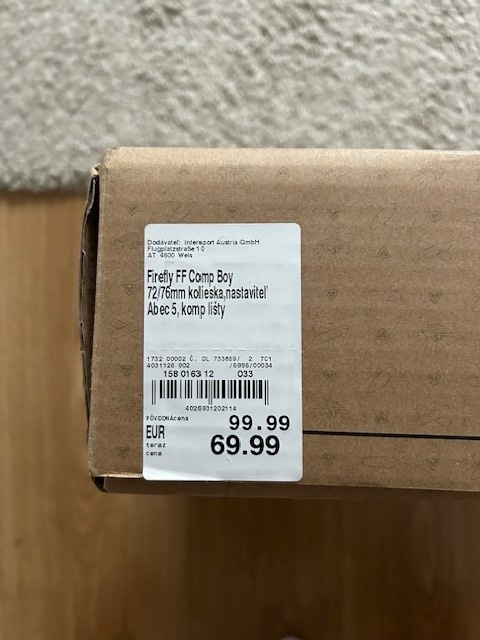 Dodávateľ: Intersport Austria GmbH
Flugplatzstraße 10
AT 4600 Wels
Firefly FF Comp Boy
72/76mm kolieska,nastaviteľ
Abec 5, komp lišty
1732 00002 Č. DL 733859/ 2 7C1
4031126 902 /6996/00034
158 0163 12 033
4025931202114
PÔVODNÁcena 99.99
EUR
teraz 69.99
cena